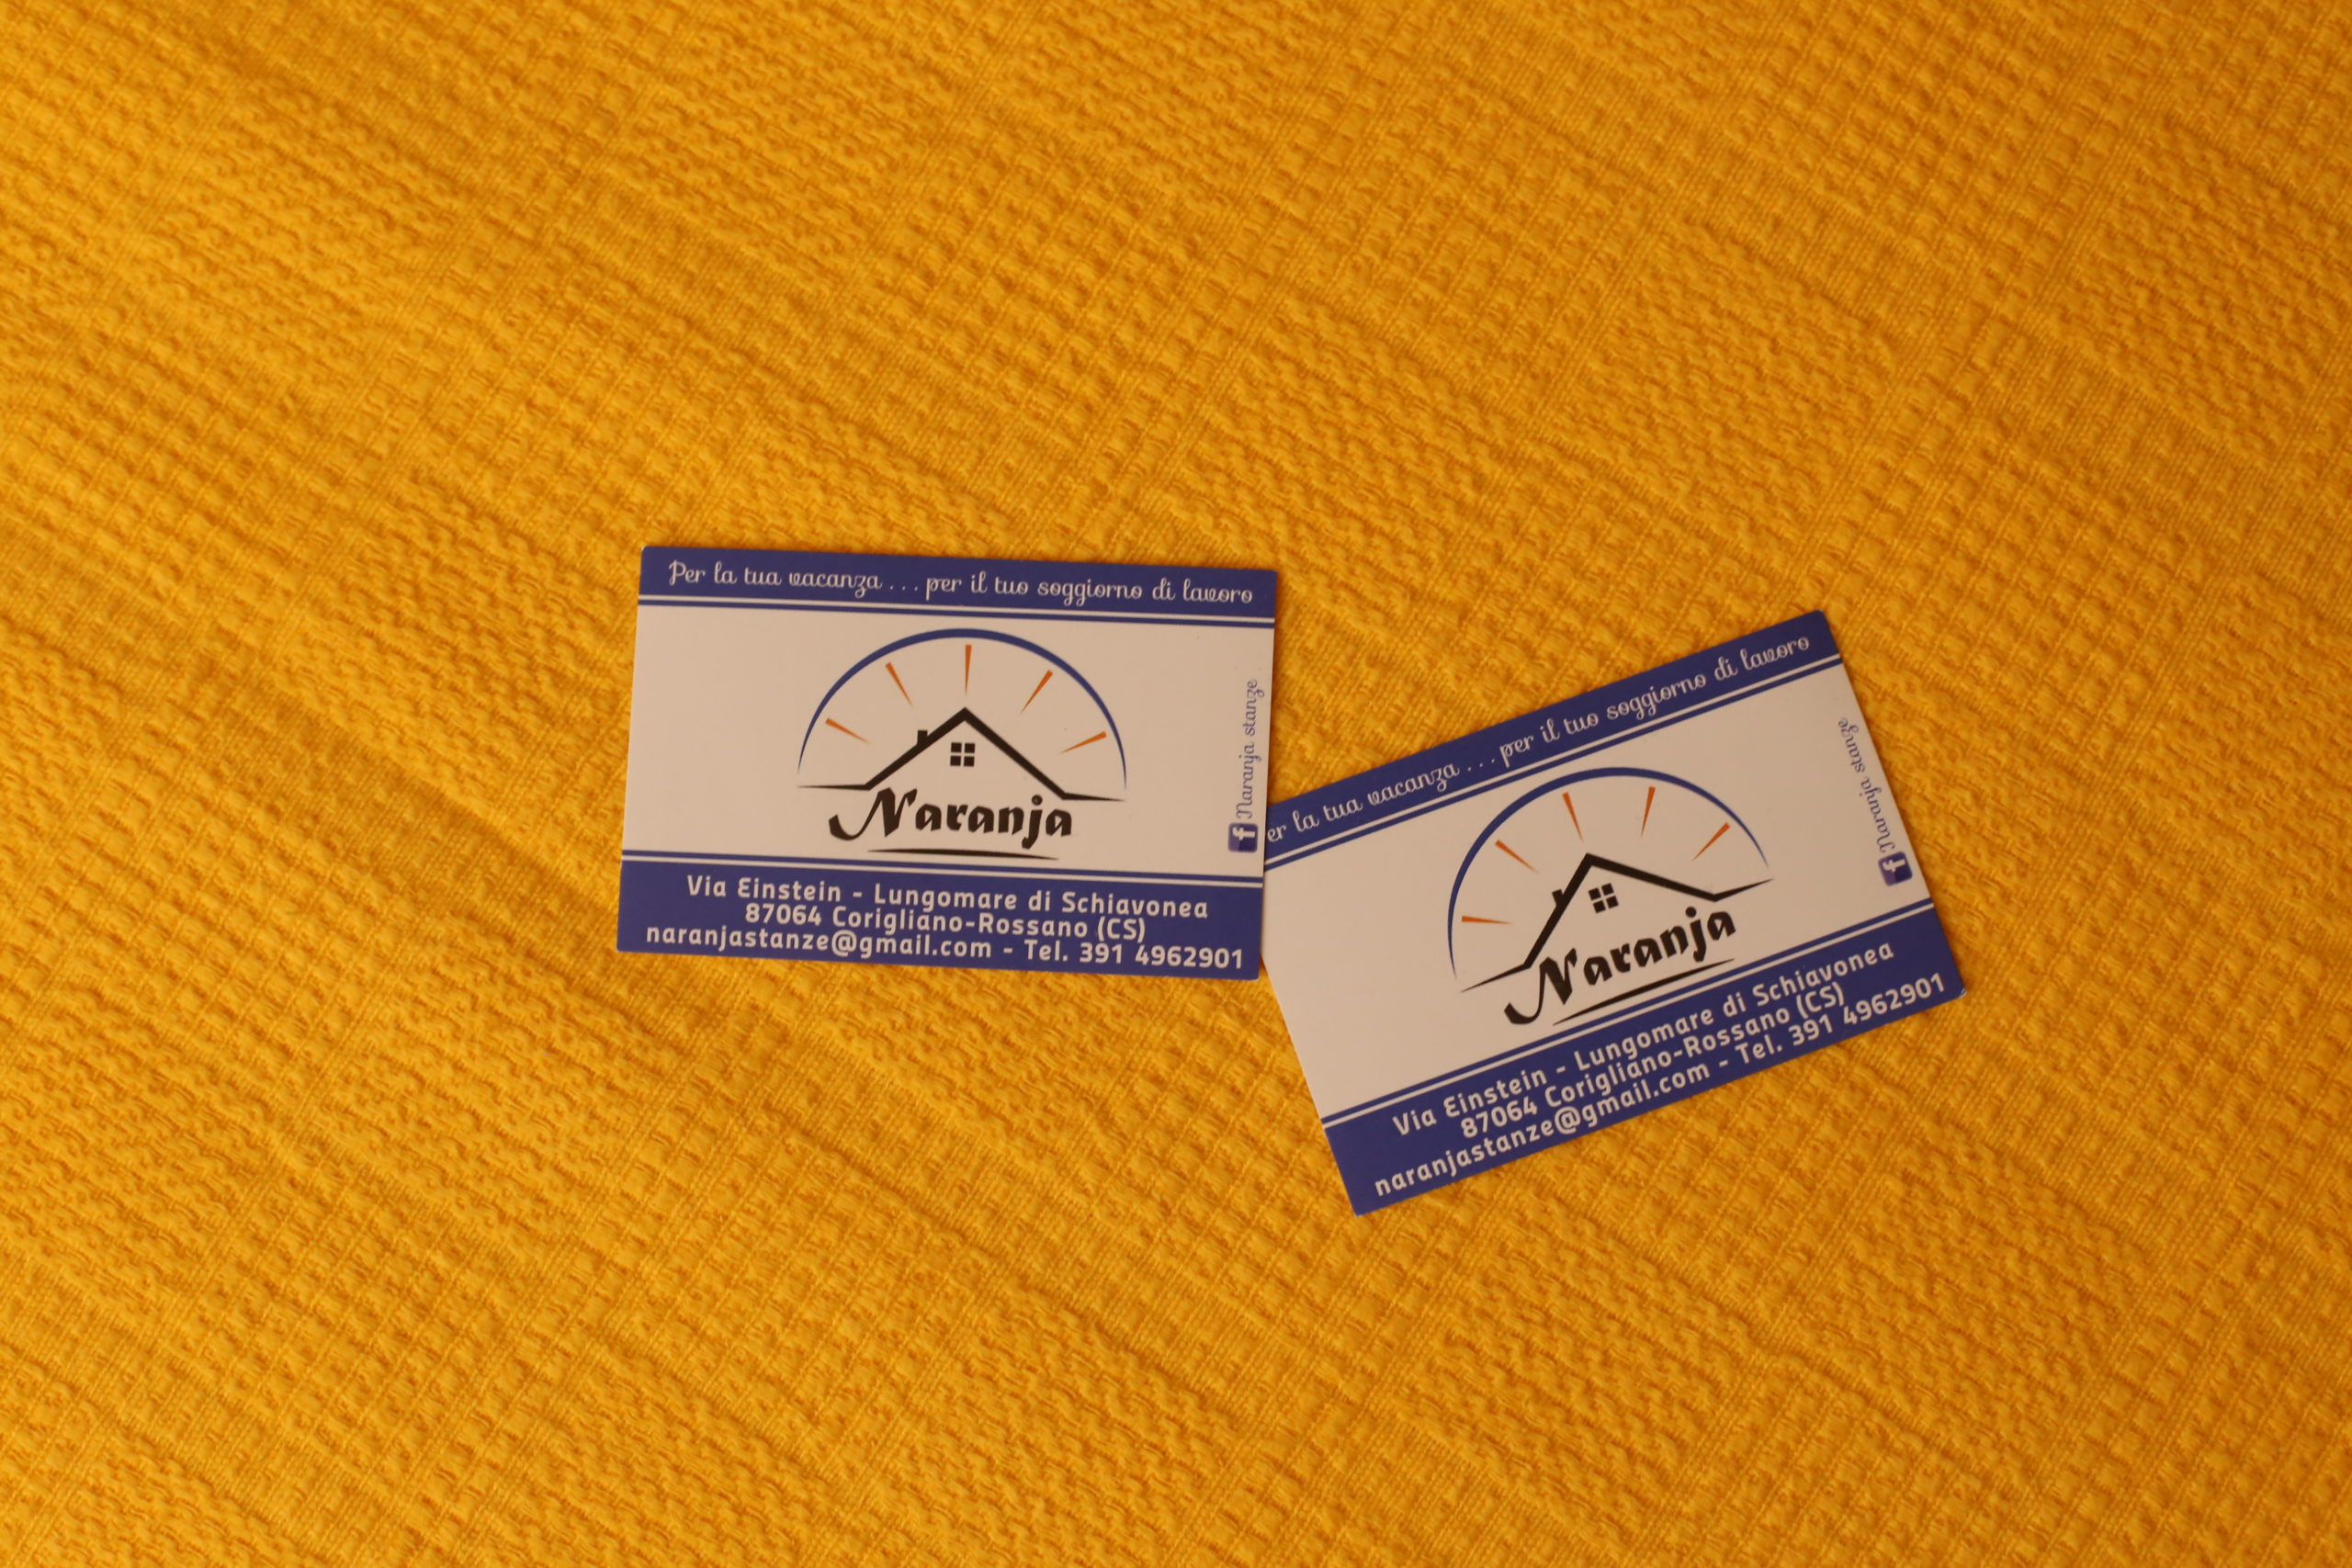 Per la tua vacanza ... per il tuo soggiorno di lavoro
Naranja
Naranja stanze
Via Einstein - Lungomare di Schiavonea
87064 Corigliano-Rossano (CS)
naranjastanze@gmail.com - Tel. 391 4962901
er la tua vacanza ... per il tuo soggiorno di lavoro
Naranja
Naranja stanze
Via Einstein - Lungomare di Schiavonea
87064 Corigliano-Rossano (CS)
naranjastanze@gmail.com - Tel. 391 4962901